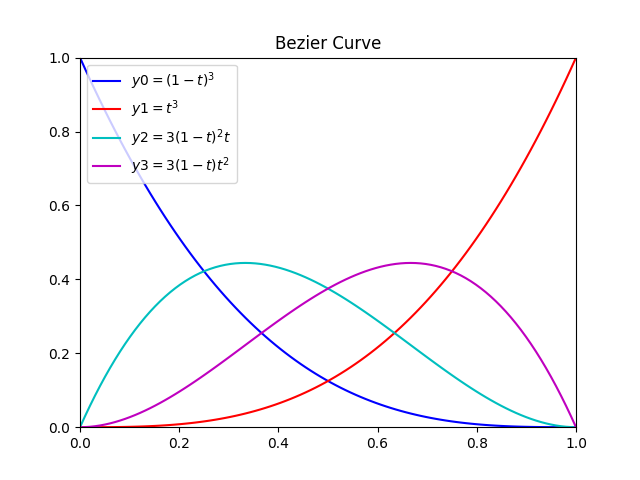 Bezier Curve
1.0
y0 = (1 − t)³
y1 = t³
y2 = 3(1 − t)²t
y3 = 3(1 − t)t²
0.8
0.6
0.4
0.2
0.0
0.0 0.2 0.4 0.6 0.8 1.0